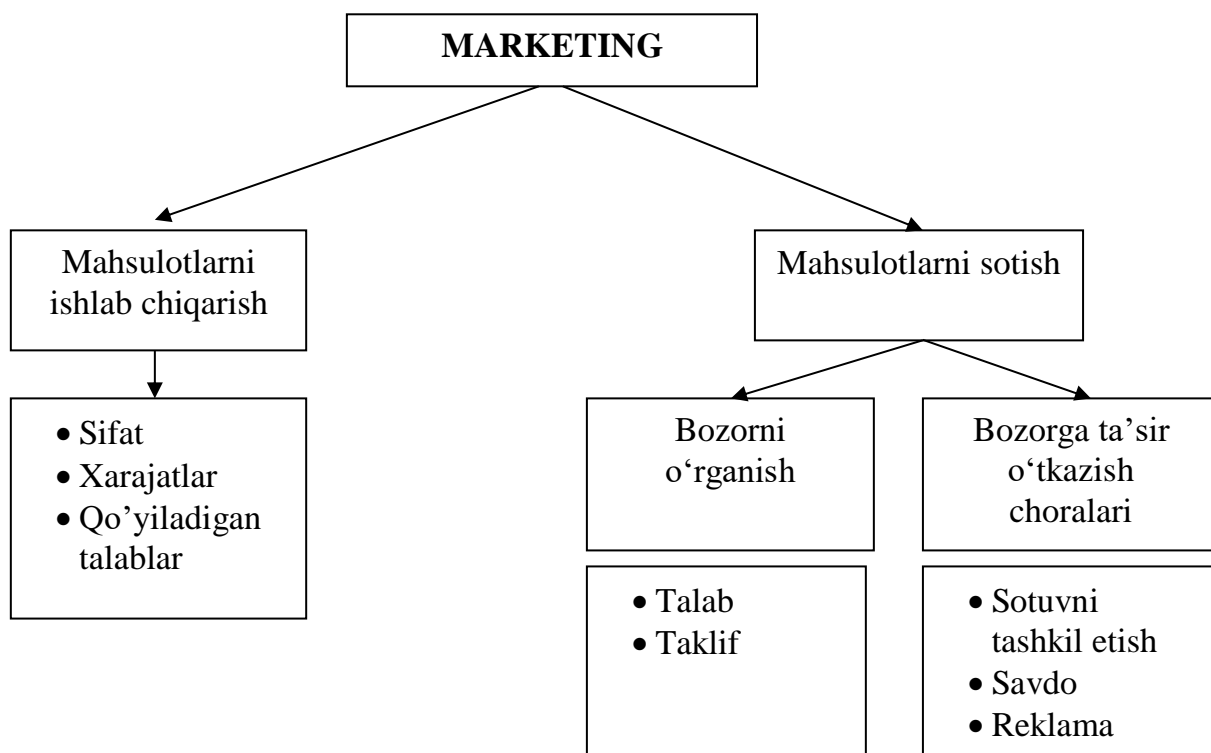 MARKETING
Mahsulotlarni
ishlab chiqarish
Mahsulotlarni sotish
• Sifat
• Xarajatlar
• Qo’yiladigan
talablar
Bozorni
o‘rganish
Bozorga ta’sir
o‘tkazish
choralari
• Talab
• Taklif
• Sotuvni
tashkil etish
• Savdo
• Reklama